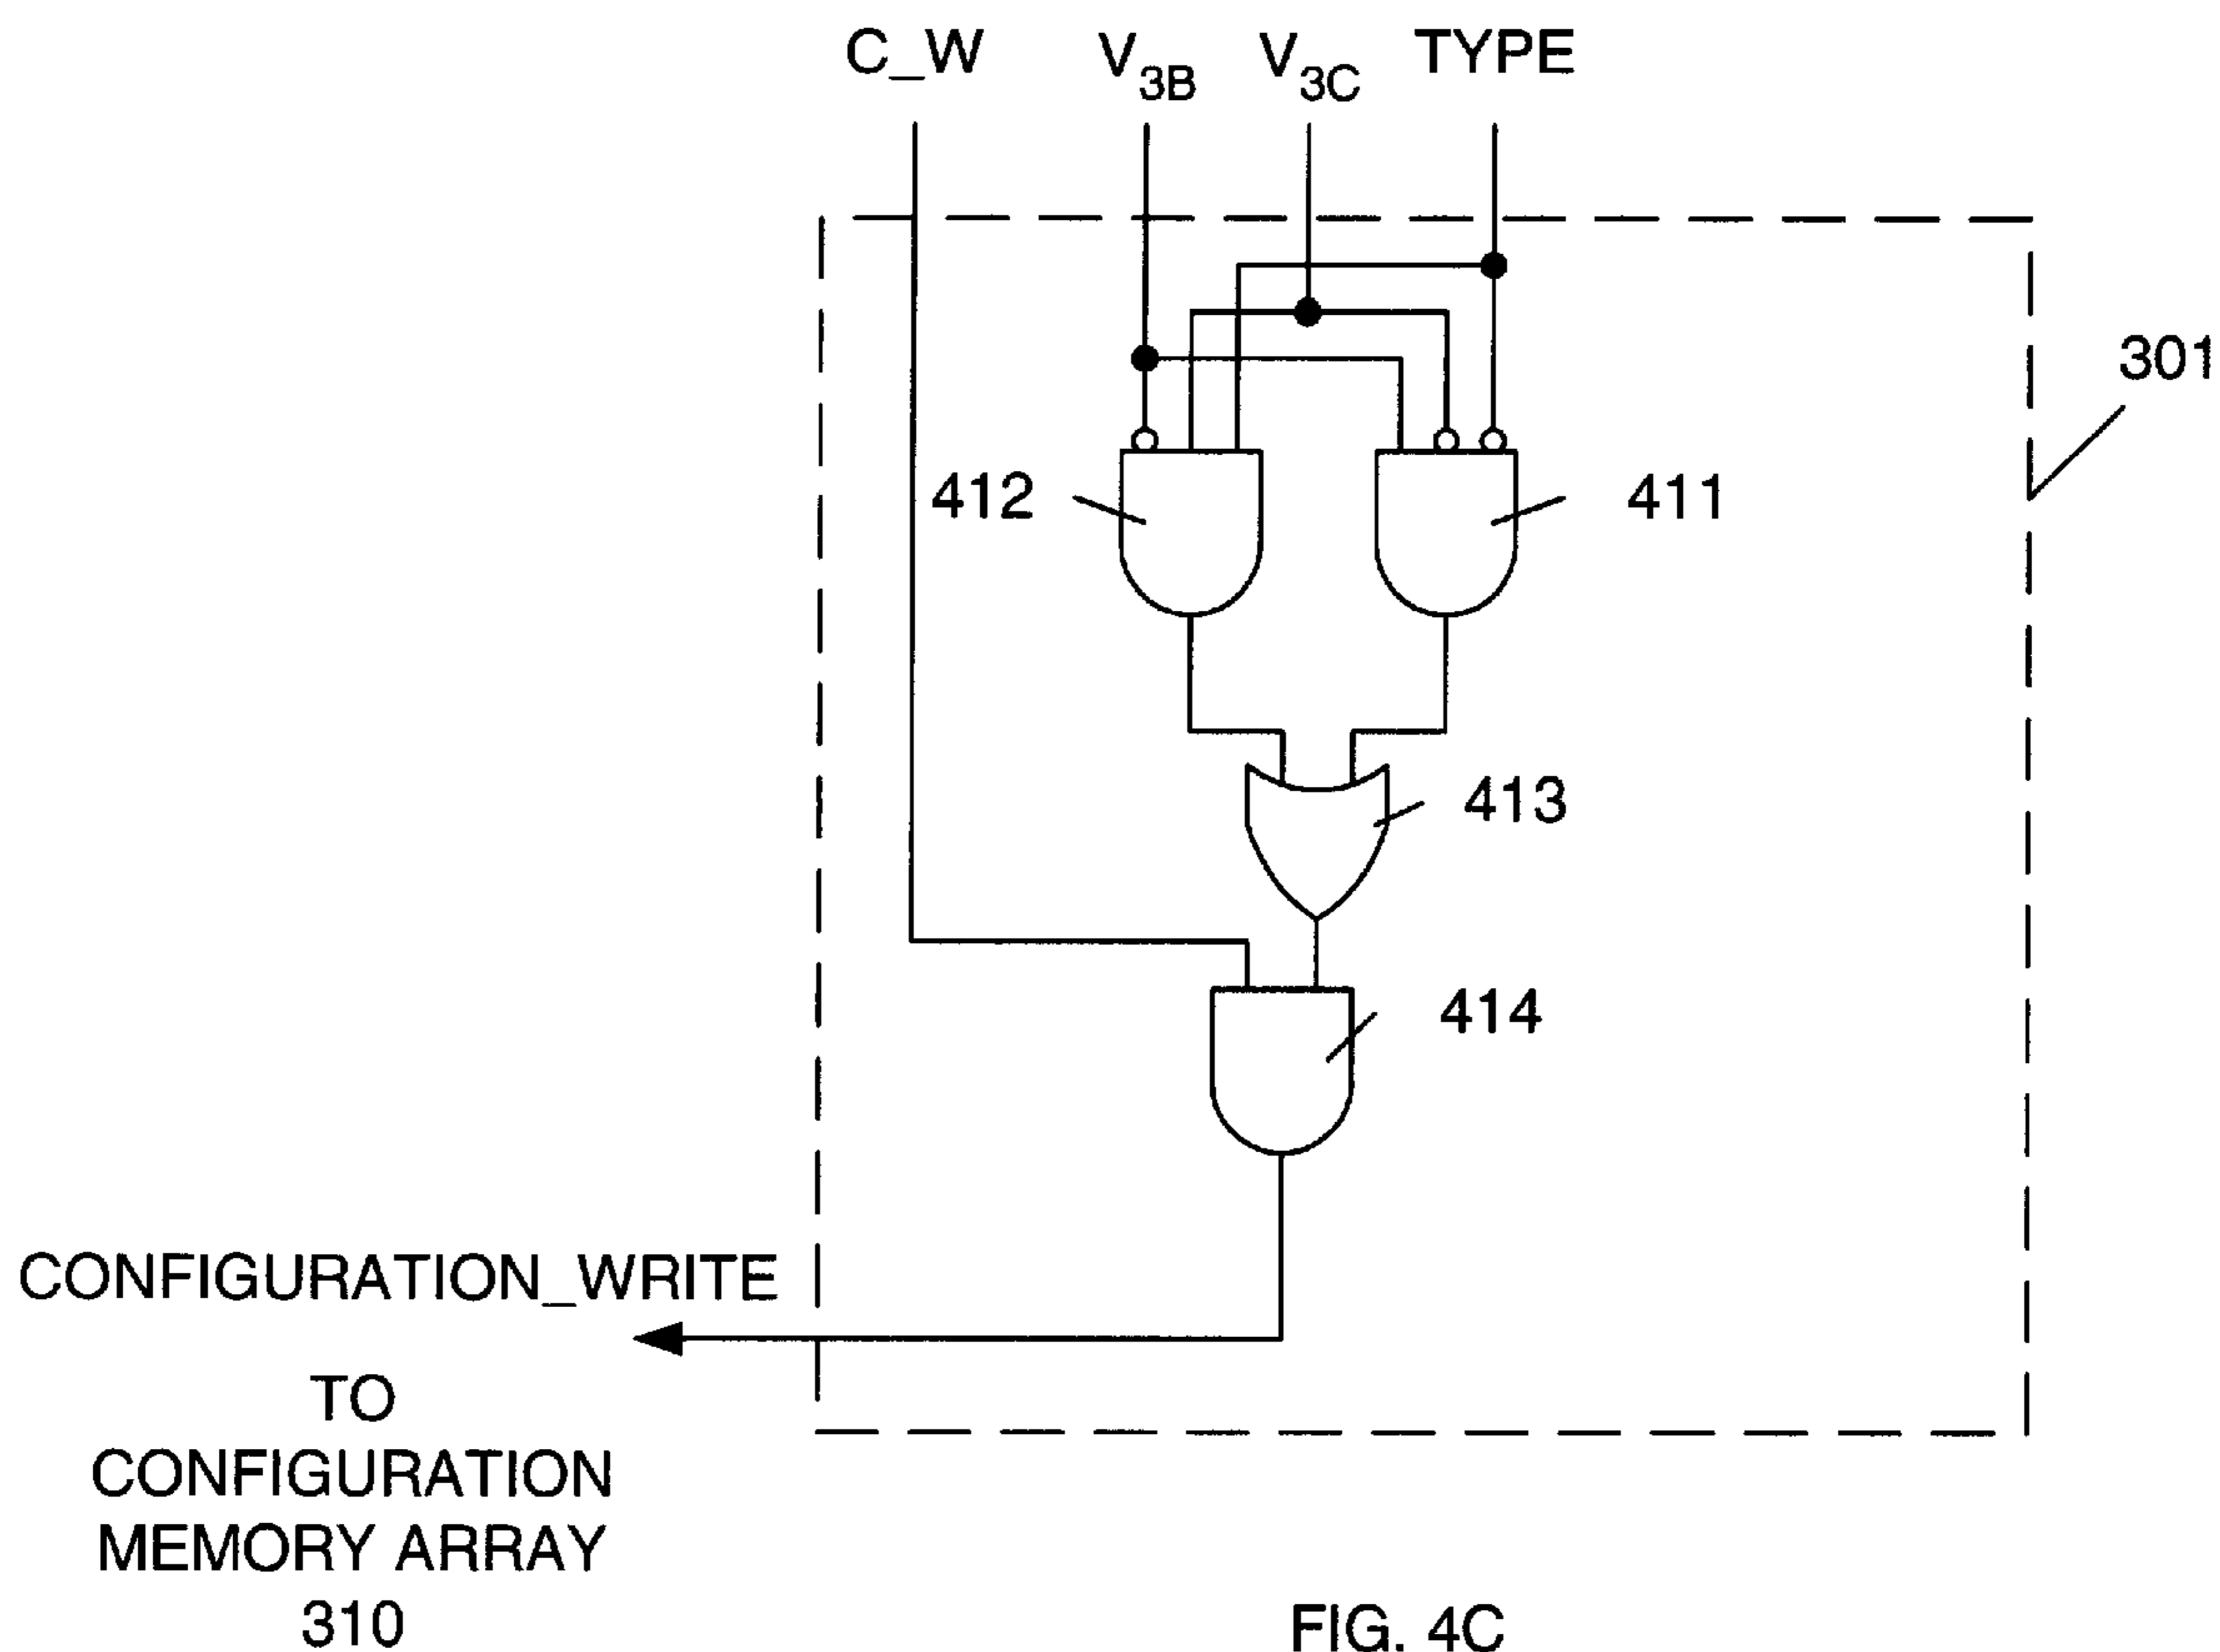 C_W V3B V3C TYPE
301
412
411
413
414
CONFIGURATION_WRITE
TO
CONFIGURATION
MEMORY ARRAY
310
FIG. 4C